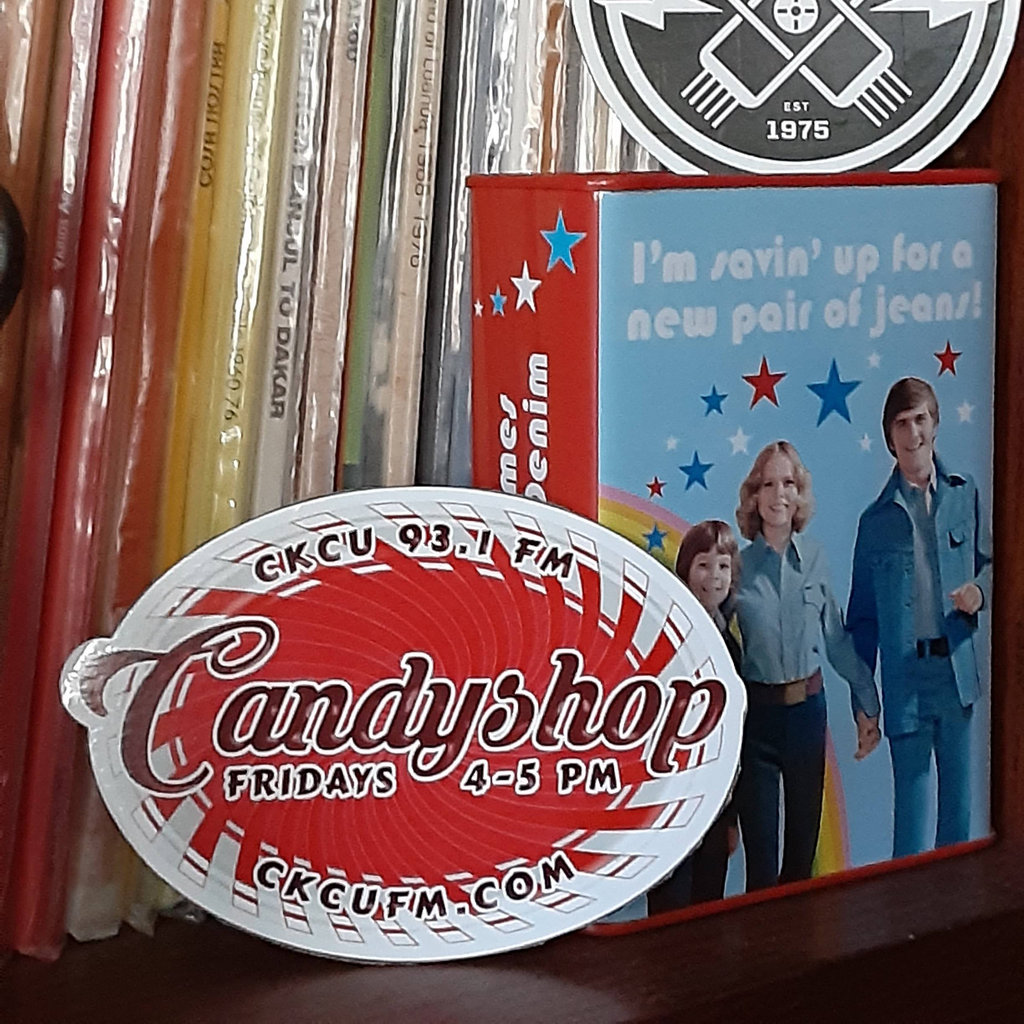 EST
1975
I'm savin' up for a
new pair of jeans!
Denim
TO DAKAR
CKCU 93.1 FM
Candyshop
FRIDAYS 4-5 PM
CKCUFM.COM